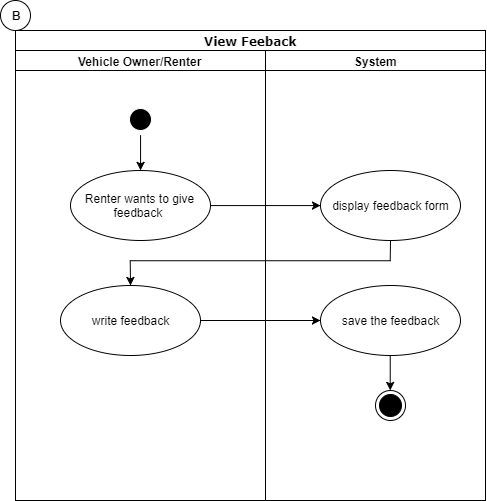 B
View Feeback
Vehicle Owner/Renter
System
Renter wants to give
feedback
display feedback form
write feedback
save the feedback